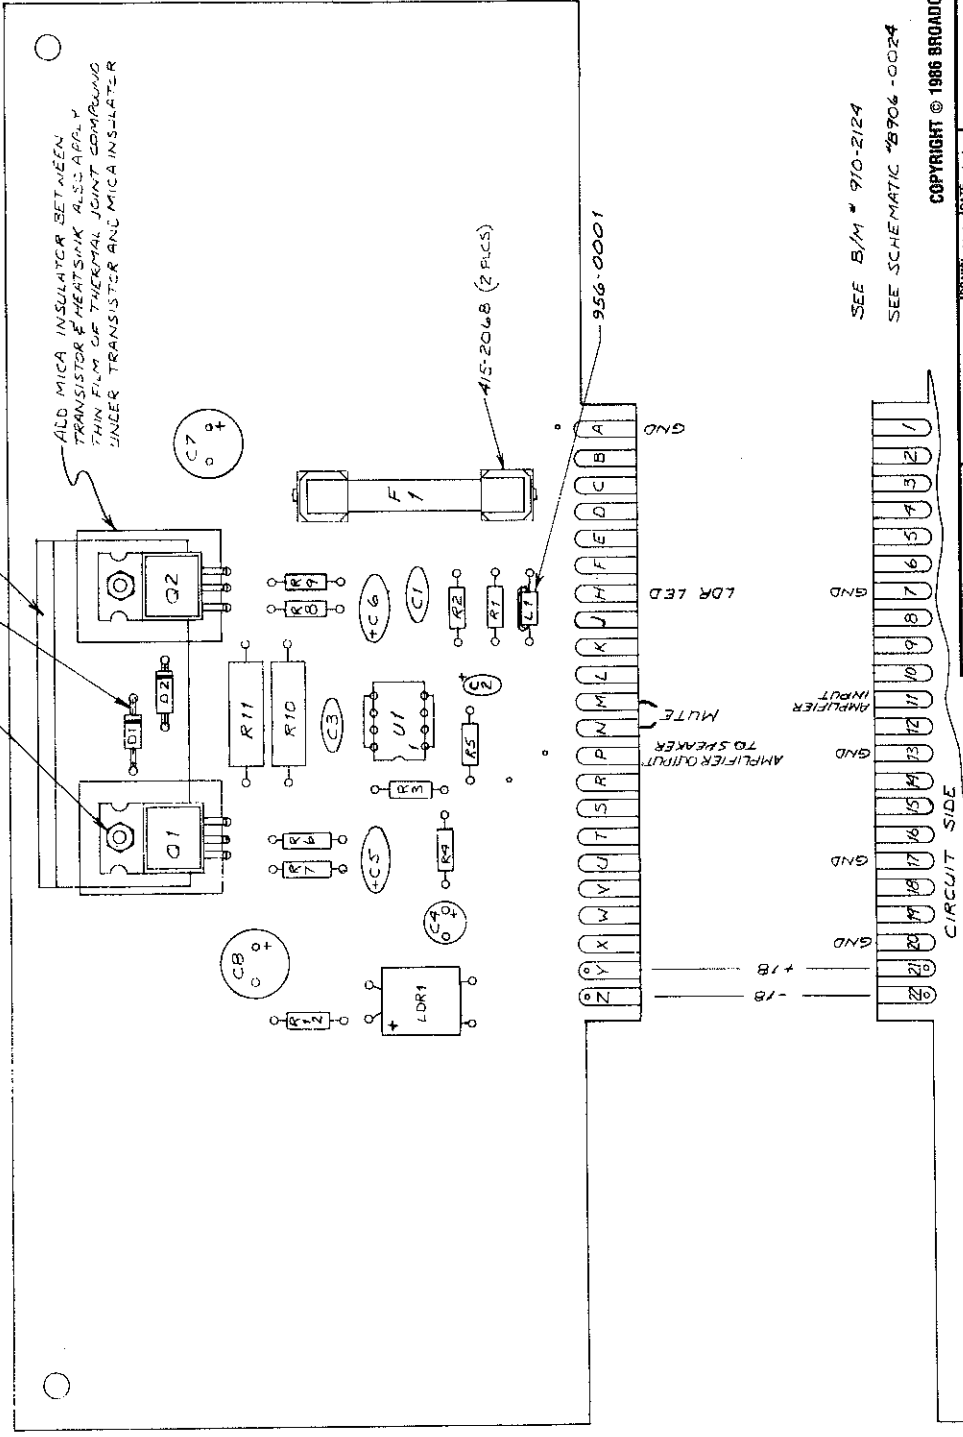 ADD MICA INSULATOR BETWEEN
TRANSISTOR & HEATSINK ALSO APPLY
THIN FILM OF THERMAL JOINT COMPOUND
UNDER TRANSISTOR AND MICA INSULATOR
C7
Q2
D2
D1
Q1
R9
R8
R11
R10
R6
R7
C8
R12
+C6
C1
C3
U1
1
R3
+C5
C4
LDR1
R2
R1
L1
C2
R5
R4
F1
415-2068 (2 PLCS)
956-0001
A
B
C
D
E
F
H
J
K
L
M
N
P
R
S
T
U
V
W
X
Y
Z
GND
LDR LED
MUTE
AMPLIFIER OUTPUT
TO SPEAKER
+18
-18
GND
AMPLIFIER
INPUT
GND
GND
GND
1
2
3
4
5
6
7
8
9
10
11
12
13
14
15
16
17
18
19
20
21
22
CIRCUIT SIDE
SEE B/M # 910-2124
SEE SCHEMATIC #B906-0024
COPYRIGHT © 1986